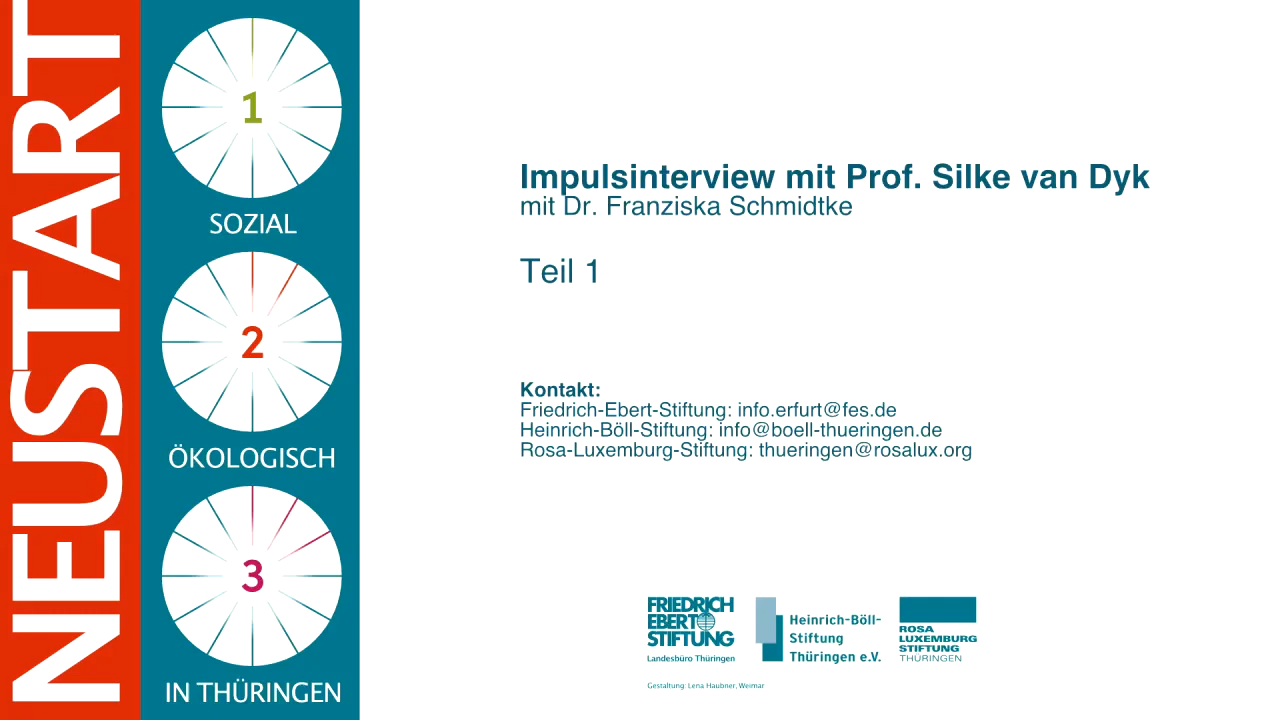 NEUSTART
1
SOZIAL
2
ÖKOLOGISCH
3
IN THÜRINGEN
Impulsinterview mit Prof. Silke van Dyk
mit Dr. Franziska Schmidtke
Teil 1
Kontakt:
Friedrich-Ebert-Stiftung: info.erfurt@fes.de
Heinrich-Böll-Stiftung: info@boell-thueringen.de
Rosa-Luxemburg-Stiftung: thueringen@rosalux.org
FRIEDRICH
EBERT
STIFTUNG
Landesbüro Thüringen
Heinrich-Böll-
Stiftung
Thüringen e.V.
ROSA
LUXEMBURG
STIFTUNG
THÜRINGEN
Gestaltung: Lena Haubner, Weimar